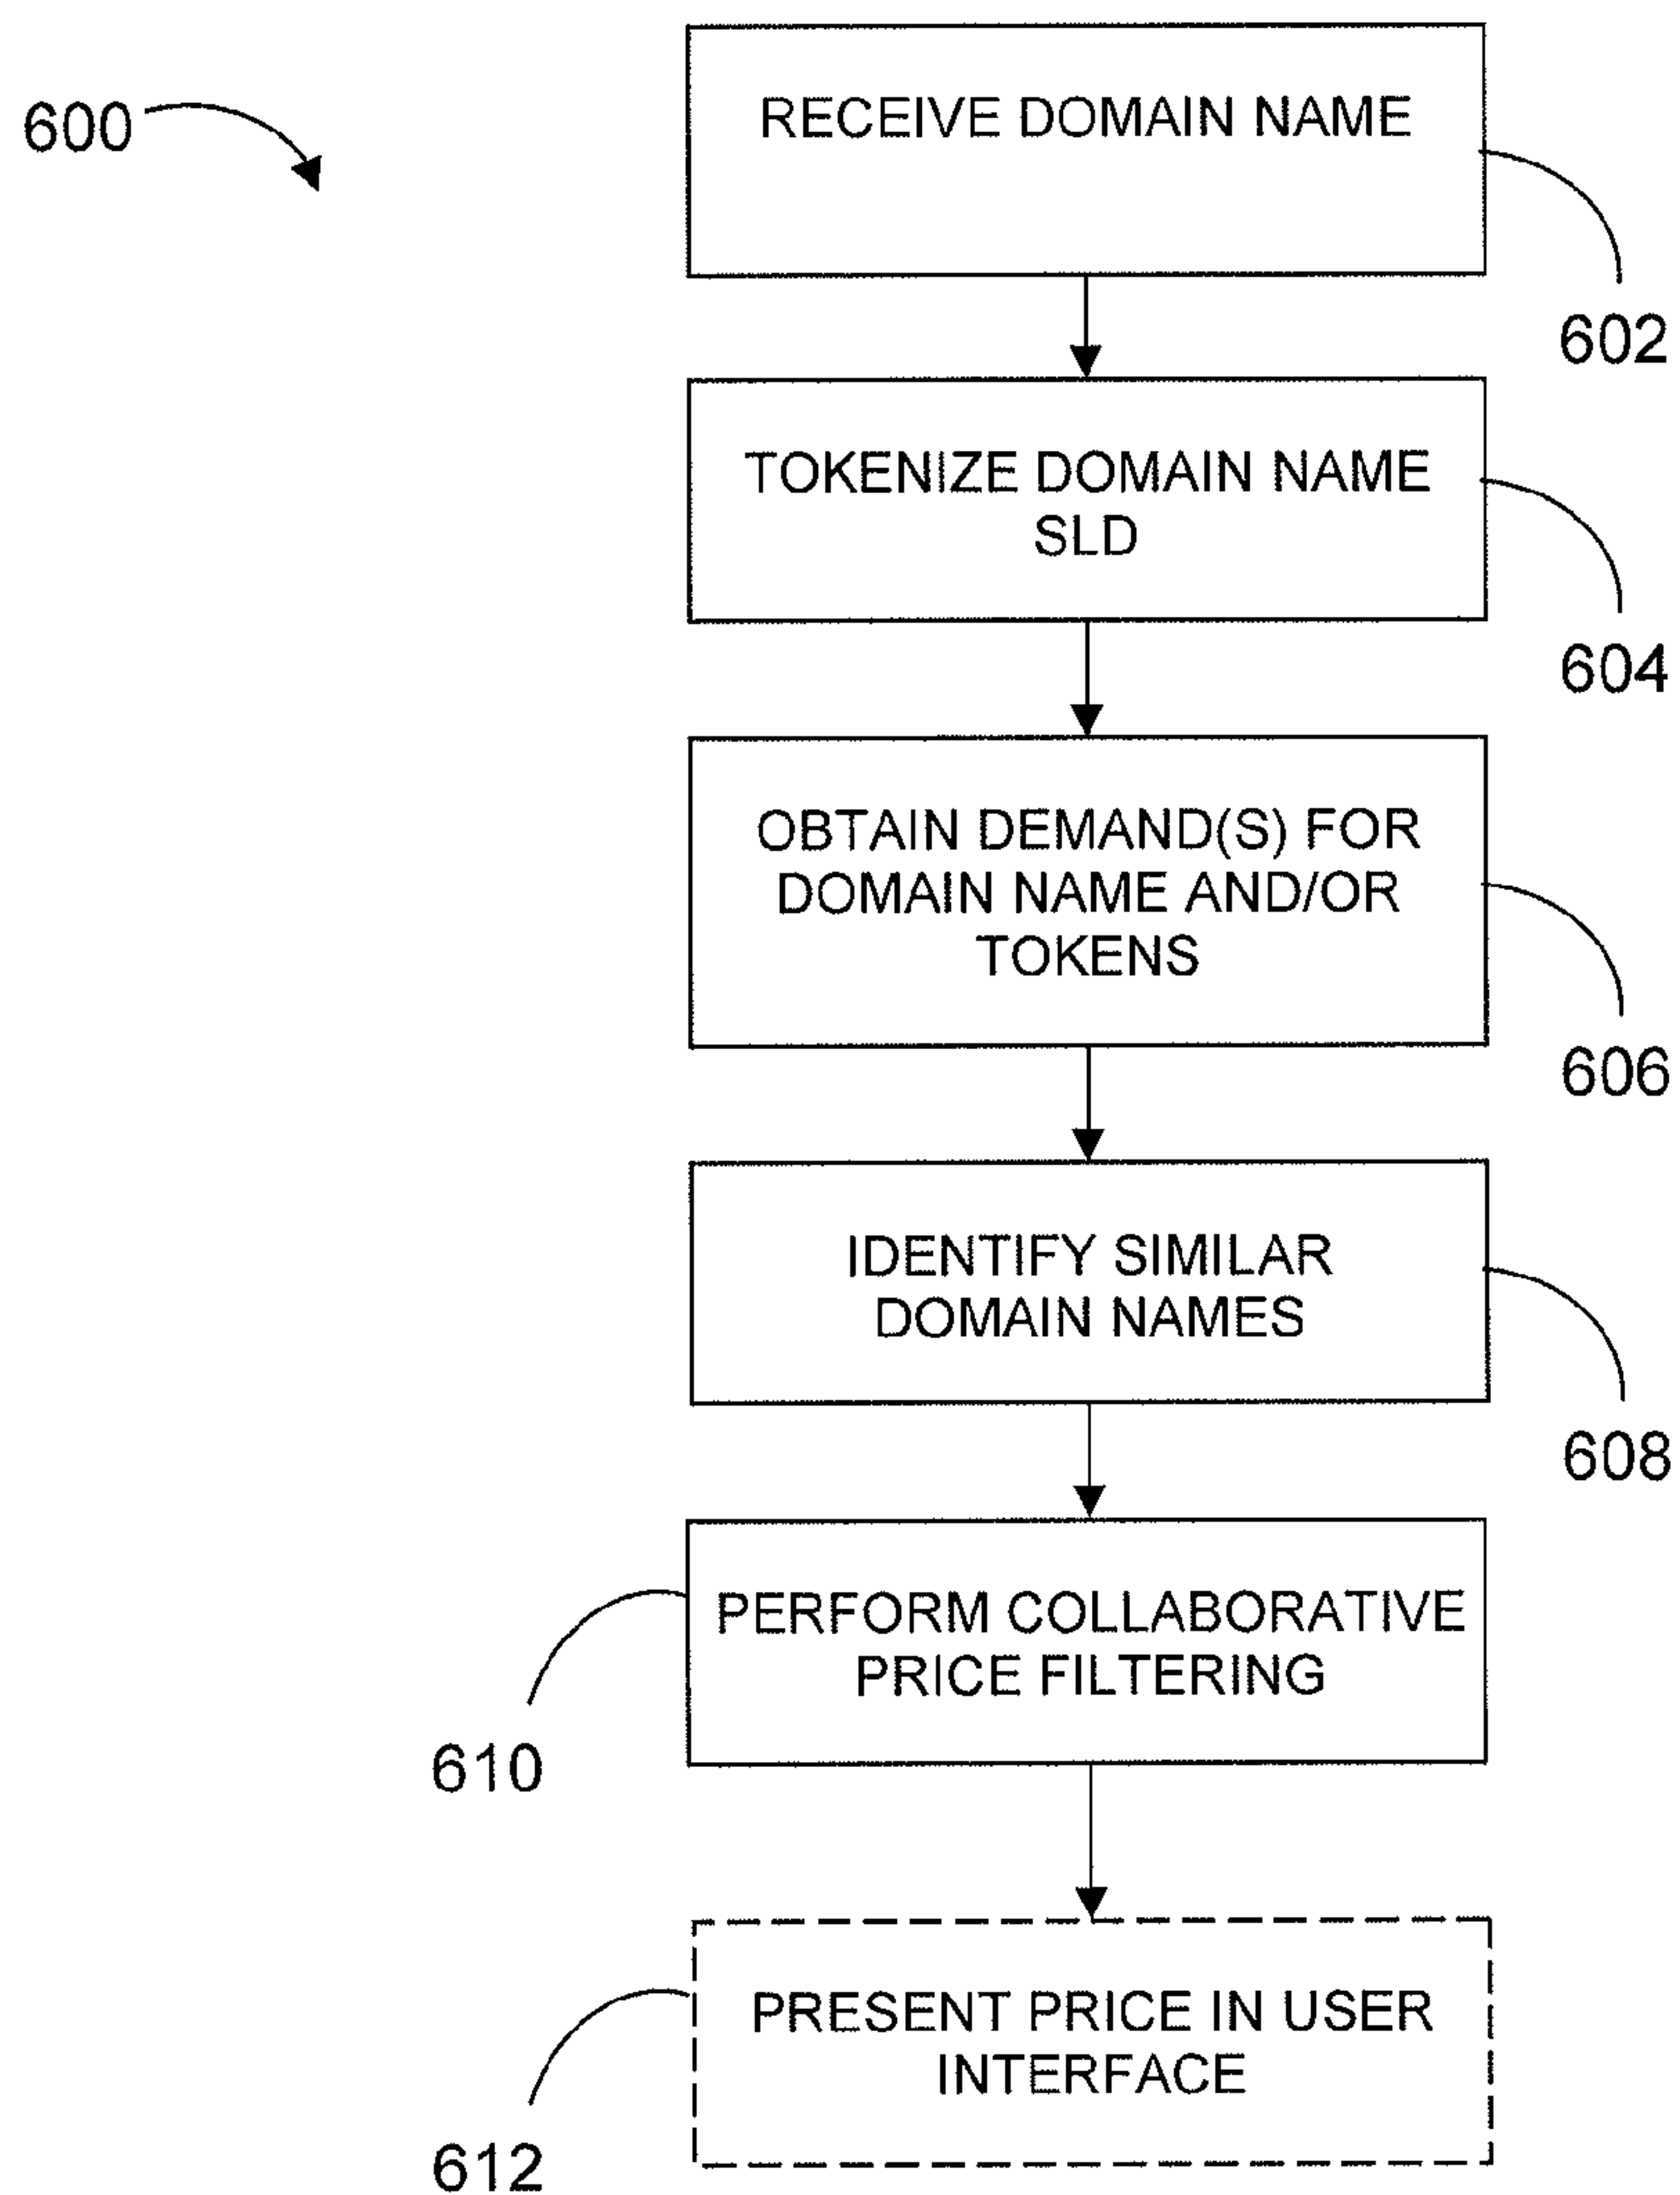 600
RECEIVE DOMAIN NAME
602
TOKENIZE DOMAIN NAME
SLD
604
OBTAIN DEMAND(S) FOR
DOMAIN NAME AND/OR
TOKENS
606
IDENTIFY SIMILAR
DOMAIN NAMES
608
PERFORM COLLABORATIVE
PRICE FILTERING
610
PRESENT PRICE IN USER
INTERFACE
612